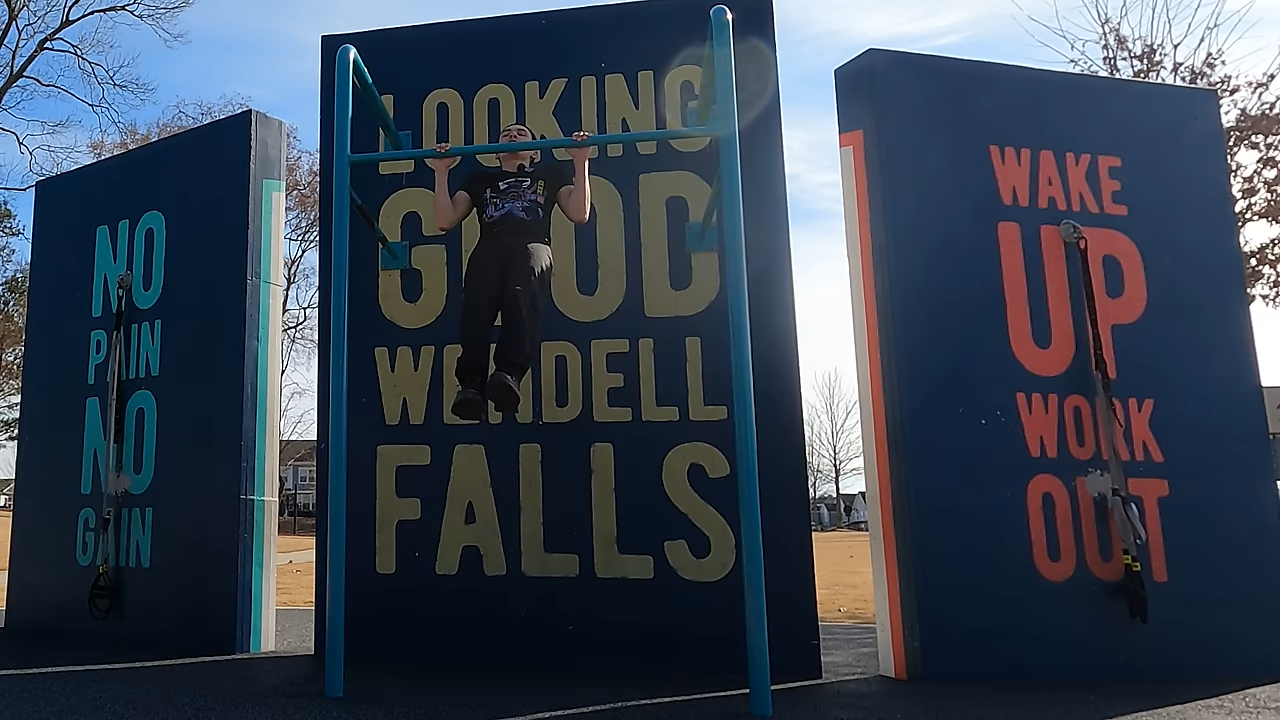 NO
PAIN
NO
GAIN
LOOKING
GOOD
WENDELL
FALLS
WAKE
UP
WORK
OUT